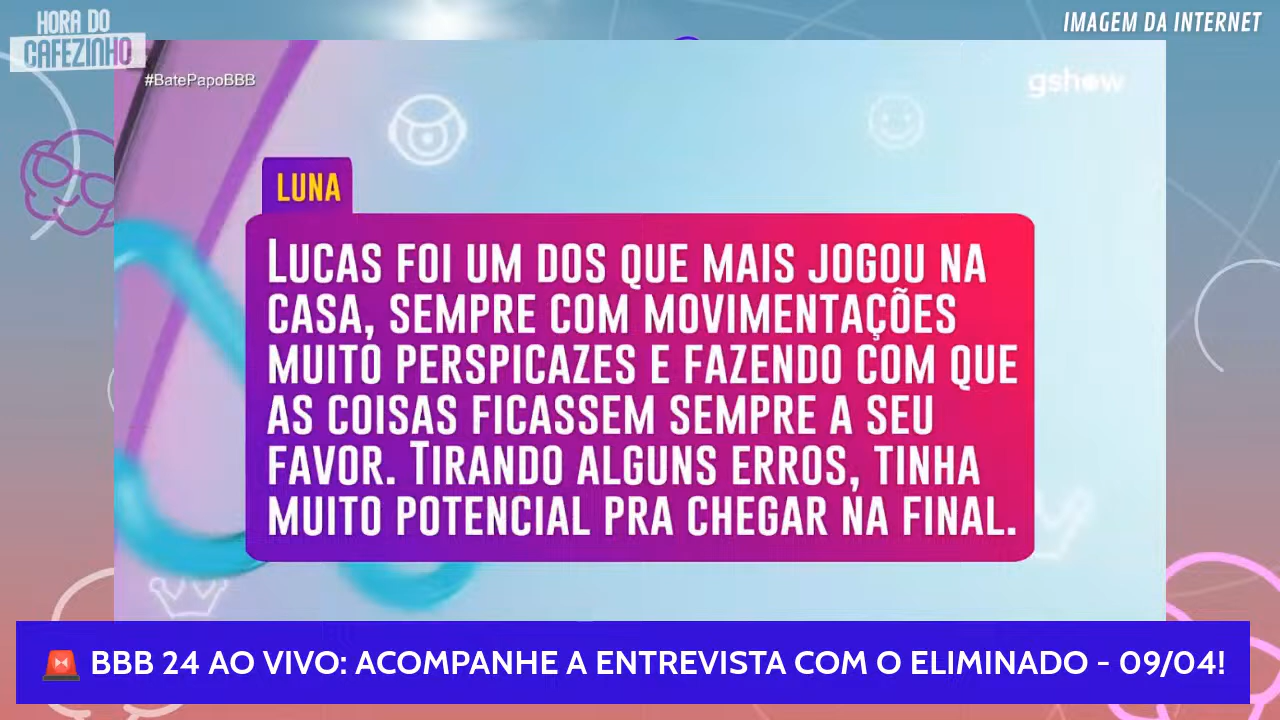 HORA DO
CAFEZINHO
IMAGEM DA INTERNET
#BatePapoBBB
gshow
LUNA
LUCAS FOI UM DOS QUE MAIS JOGOU NA
CASA, SEMPRE COM MOVIMENTAÇÕES
MUITO PERSPICAZES E FAZENDO COM QUE
AS COISAS FICASSEM SEMPRE A SEU
FAVOR. TIRANDO ALGUNS ERROS, TINHA
MUITO POTENCIAL PRA CHEGAR NA FINAL.
🚨 BBB 24 AO VIVO: ACOMPANHE A ENTREVISTA COM O ELIMINADO - 09/04!